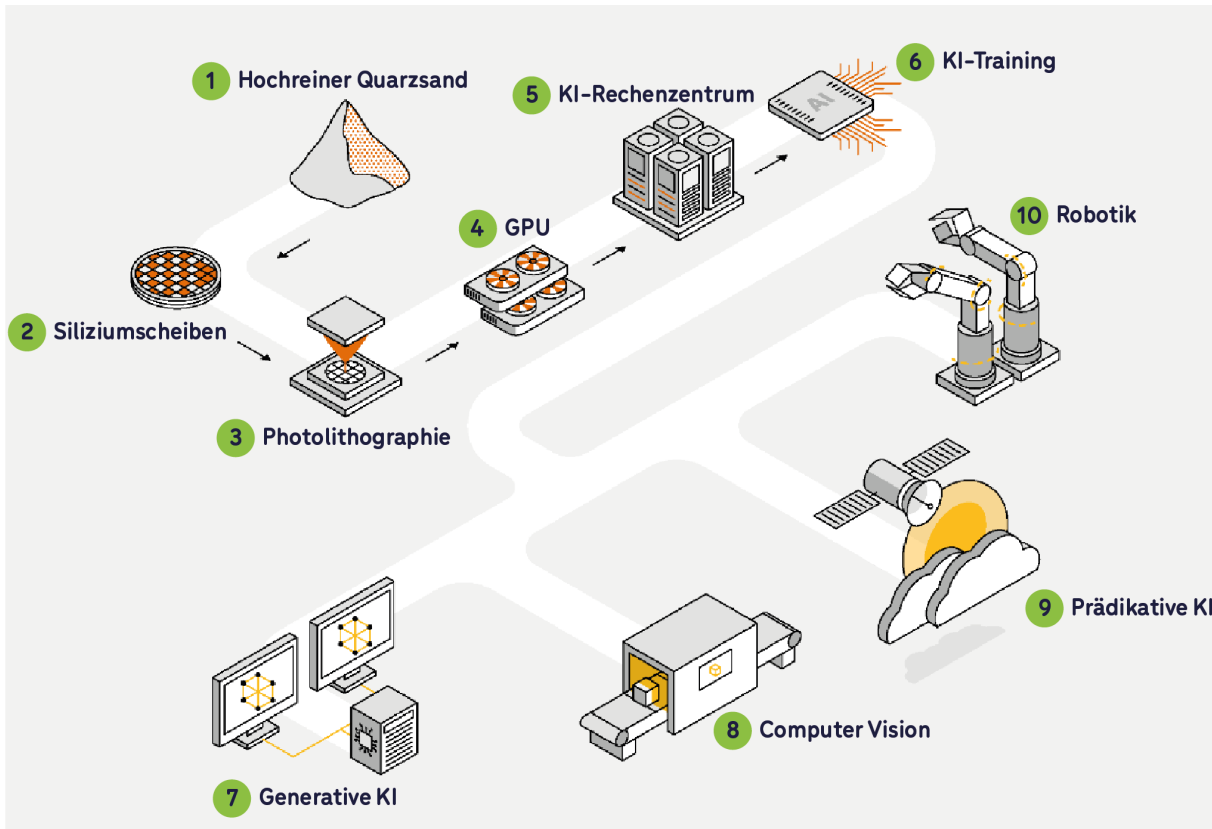 1 Hochreiner Quarzsand
2 Siliziumscheiben
3 Photolithographie
4 GPU
5 KI-Rechenzentrum
6 KI-Training
AI
10 Robotik
9 Prädikative KI
8 Computer Vision
7 Generative KI